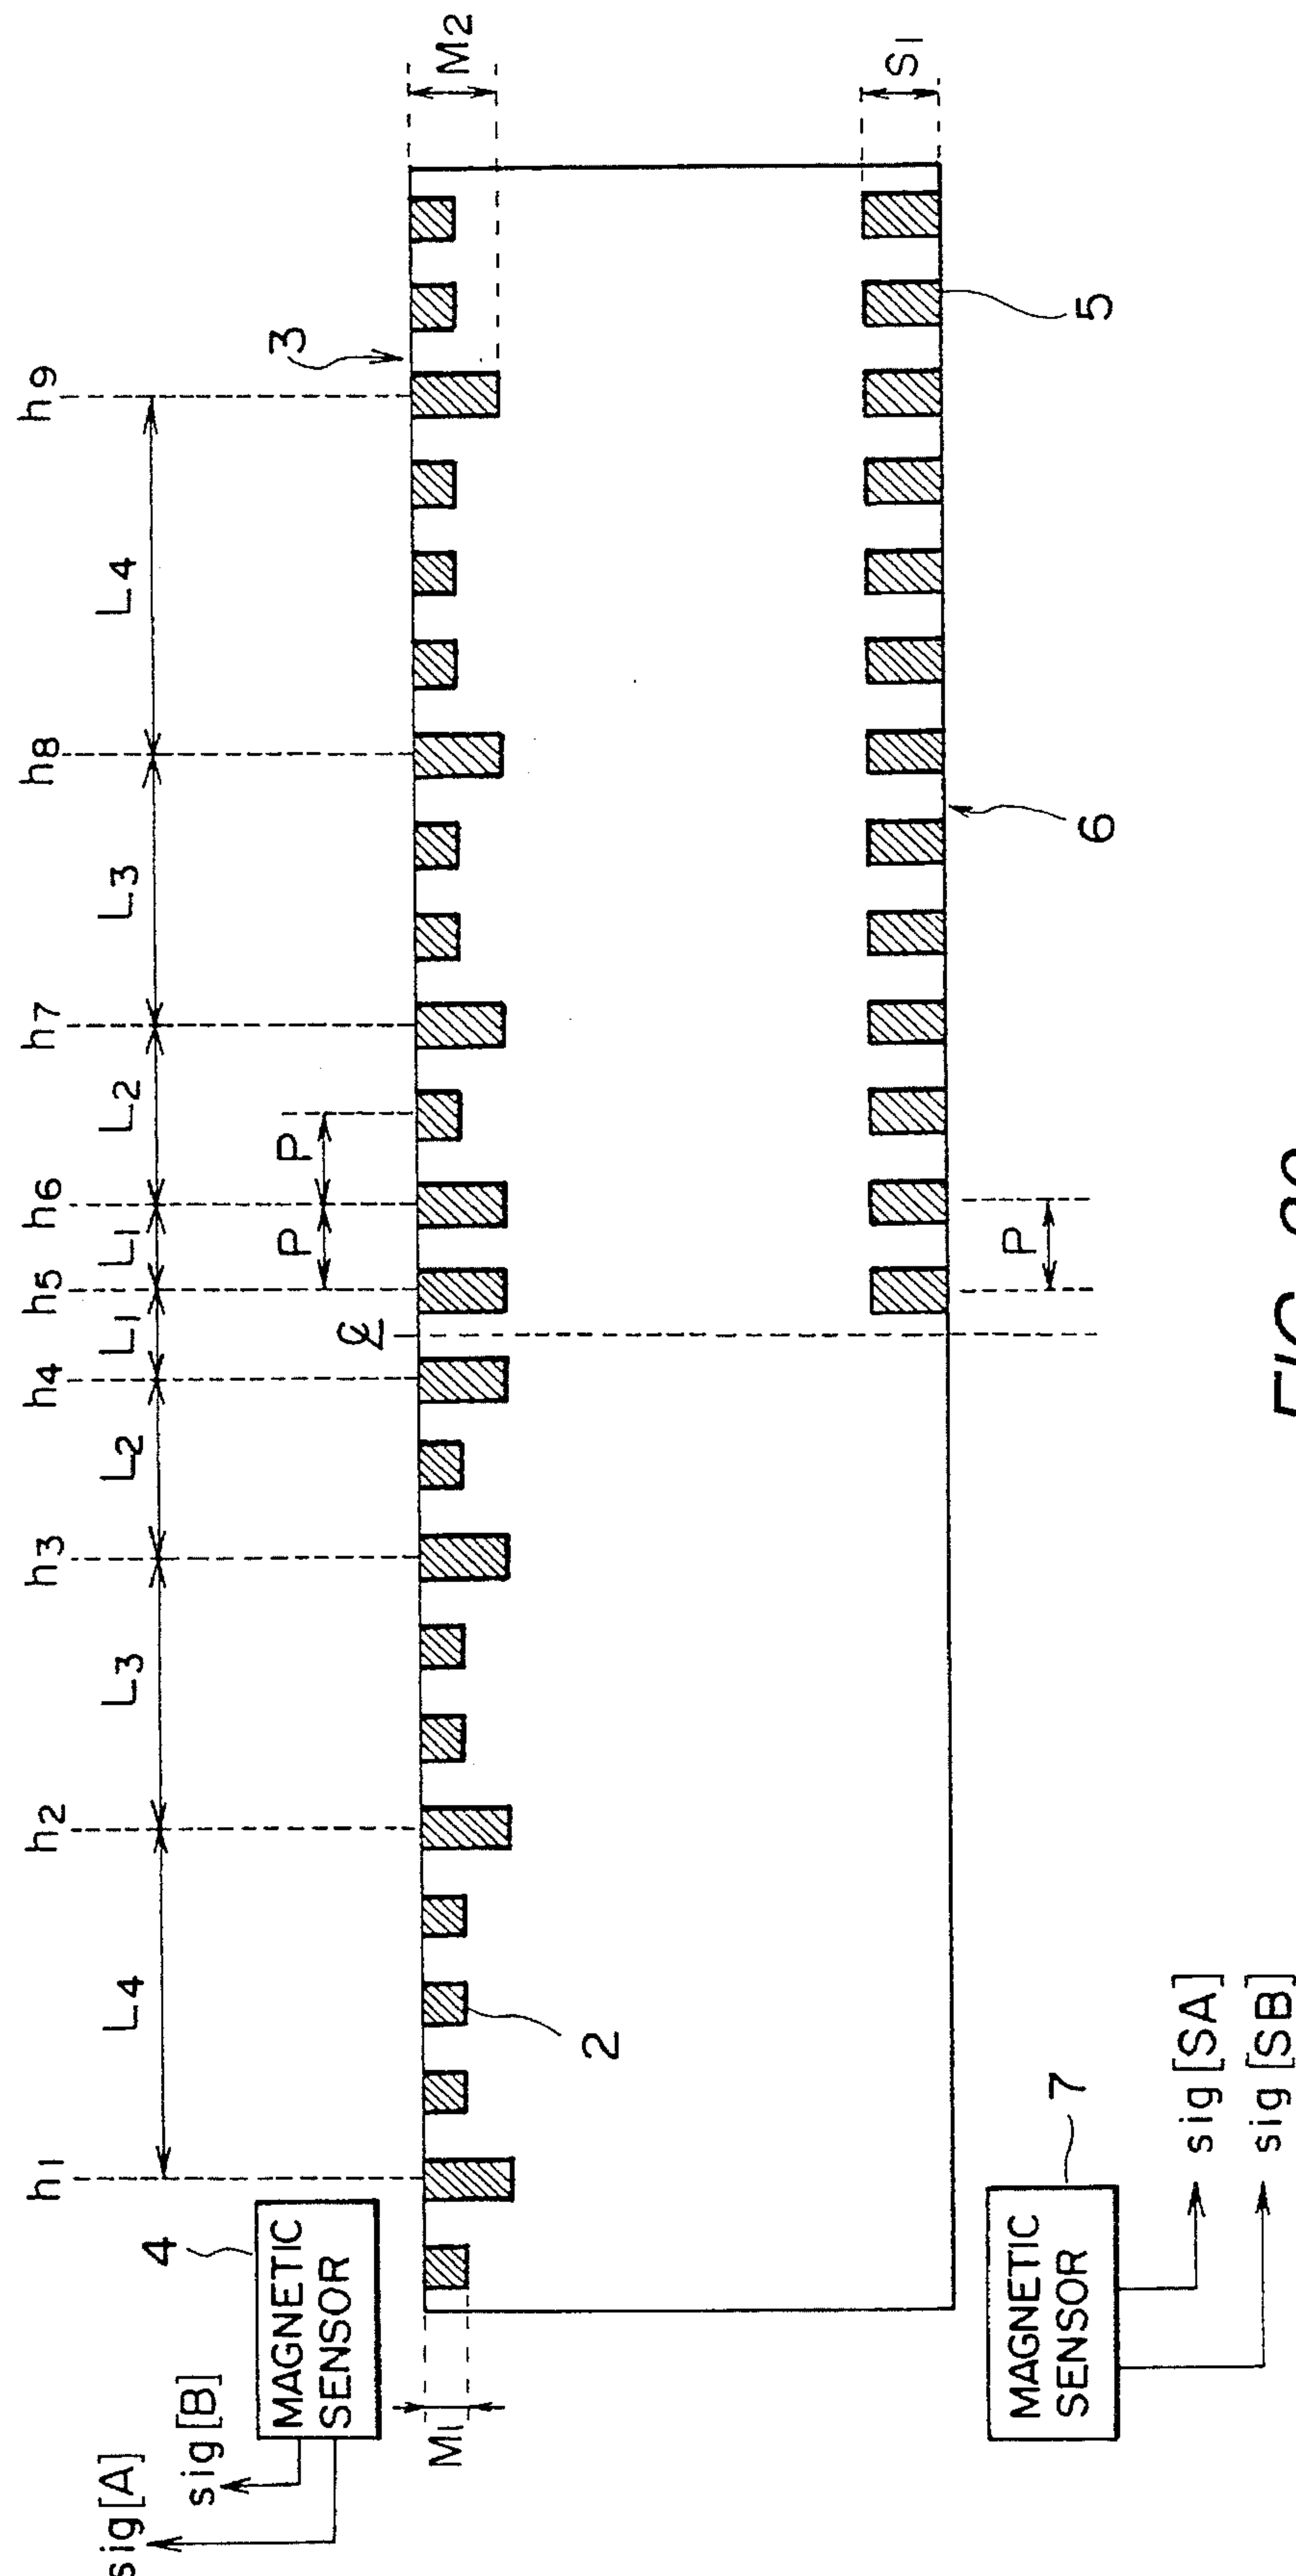 h1 h2 h3 h4 h5 h6 h7 h8 h9
L4 L3 L2 L1 L1 L2 L3 L4
P P
3
℄
4
MAGNETIC
SENSOR
sig[A]
sig[B]
M1
M2
2
S1
5
6
P
7
MAGNETIC
SENSOR
sig[SA]
sig[SB]
FIG.